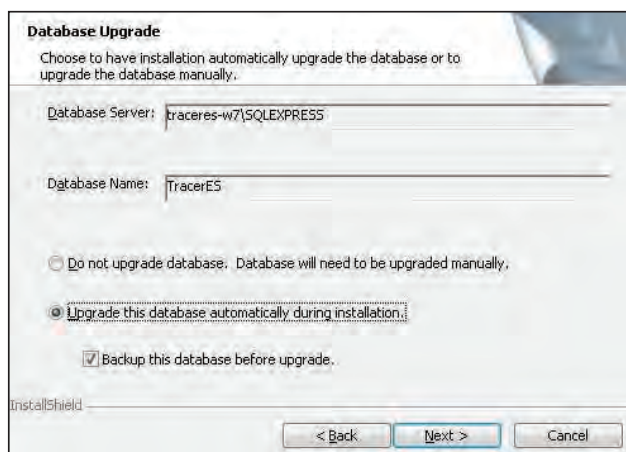 Database Upgrade
Choose to have installation automatically upgrade the database or to
upgrade the database manually.
Database Server: traceres-w7\SQLEXPRESS
Database Name: TracerES
Do not upgrade database. Database will need to be upgraded manually.
Upgrade this database automatically during installation.
Backup this database before upgrade.
InstallShield
< Back Next > Cancel